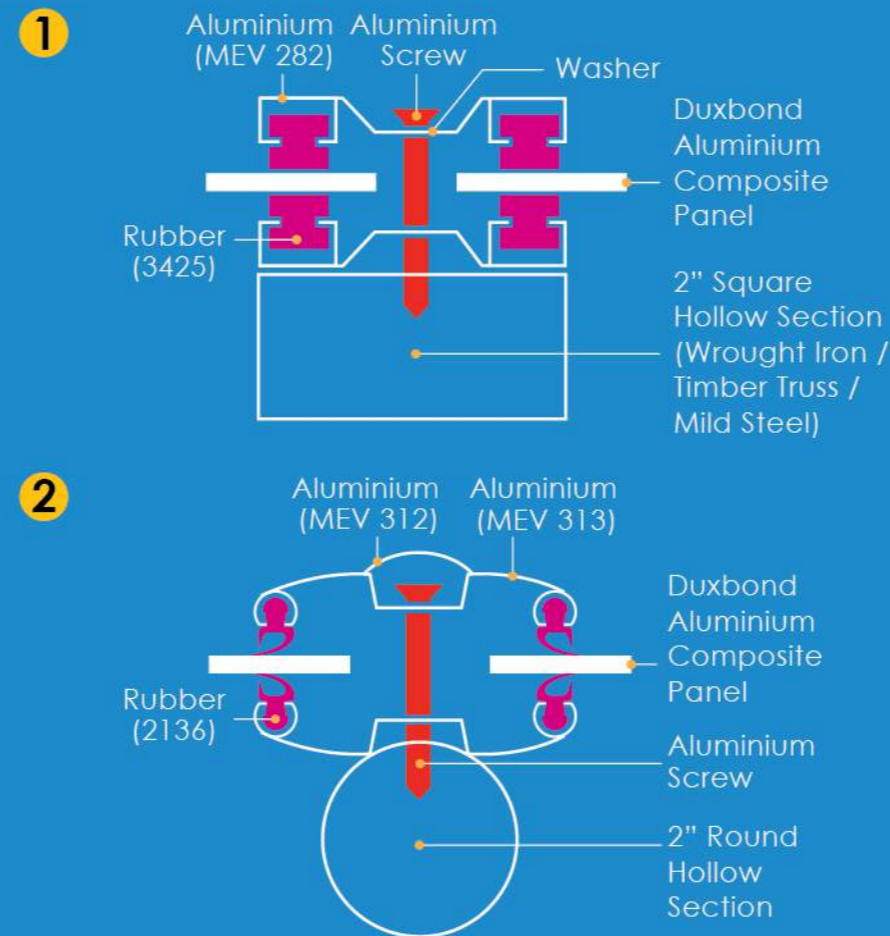 1
Aluminium
(MEV 282)
Aluminium
Screw
Washer
Duxbond
Aluminium
Composite
Panel
Rubber
(3425)
2” Square
Hollow Section
(Wrought Iron /
Timber Truss /
Mild Steel)
2
Aluminium
(MEV 312)
Aluminium
(MEV 313)
Duxbond
Aluminium
Composite
Panel
Rubber
(2136)
Aluminium
Screw
2” Round
Hollow
Section